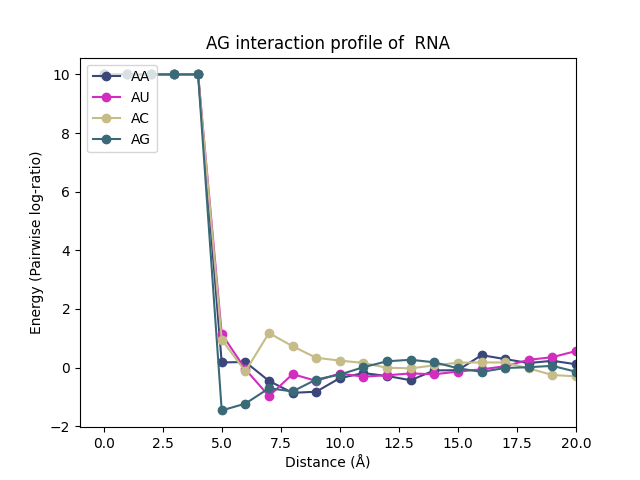 AG interaction profile of  RNA
Energy (Pairwise log-ratio)
10
8
6
4
2
0
−2
AA
AU
AC
AG
0.0 2.5 5.0 7.5 10.0 12.5 15.0 17.5 20.0
Distance (Å)